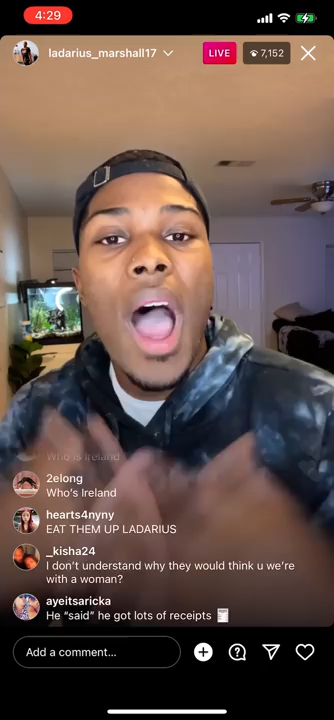 4:29
ladarius_marshall17
LIVE
7,152
Who is Ireland
2elong
Who's Ireland
hearts4nyny
EAT THEM UP LADARIUS
_kisha24
I don't understand why they would think u we're
with a woman?
ayeitsaricka
He “said” he got lots of receipts 🧾
Add a comment...